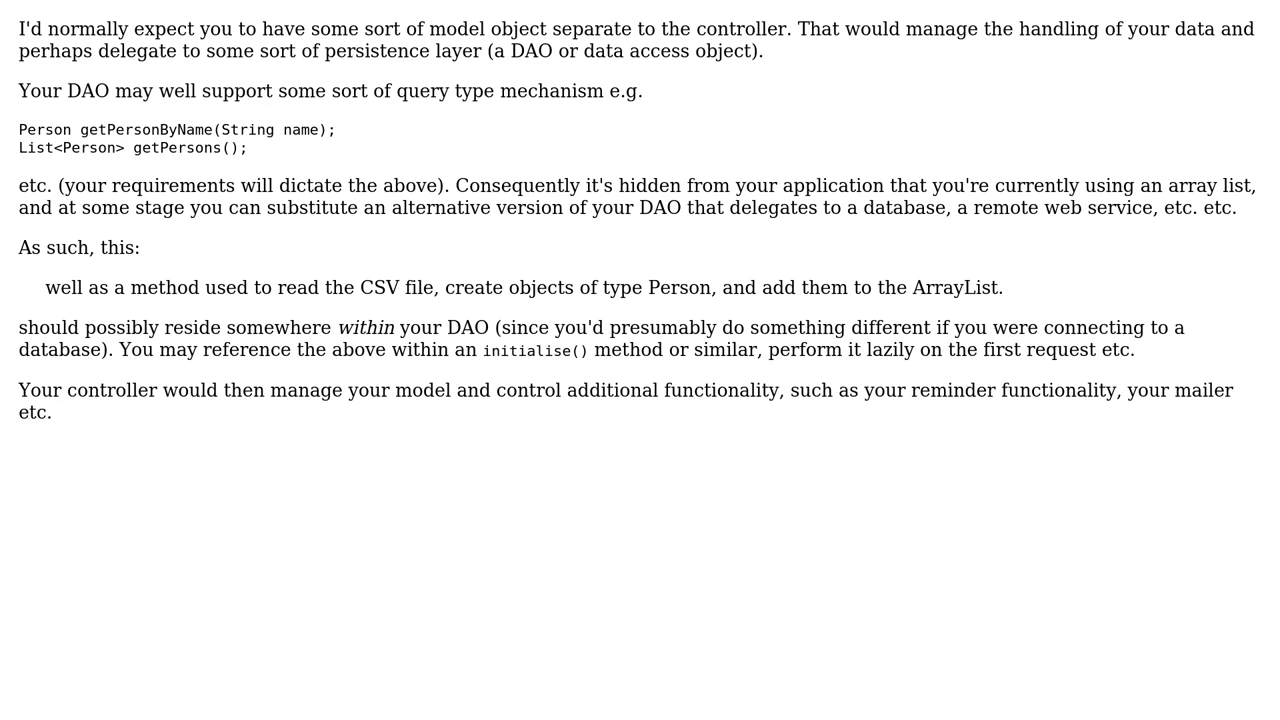 I'd normally expect you to have some sort of model object separate to the controller. That would manage the handling of your data and
perhaps delegate to some sort of persistence layer (a DAO or data access object).
Your DAO may well support some sort of query type mechanism e.g.
Person getPersonByName(String name);
List<Person> getPersons();
etc. (your requirements will dictate the above). Consequently it's hidden from your application that you're currently using an array list,
and at some stage you can substitute an alternative version of your DAO that delegates to a database, a remote web service, etc. etc.
As such, this:
well as a method used to read the CSV file, create objects of type Person, and add them to the ArrayList.
should possibly reside somewhere within your DAO (since you'd presumably do something different if you were connecting to a
database). You may reference the above within an initialise() method or similar, perform it lazily on the first request etc.
Your controller would then manage your model and control additional functionality, such as your reminder functionality, your mailer
etc.